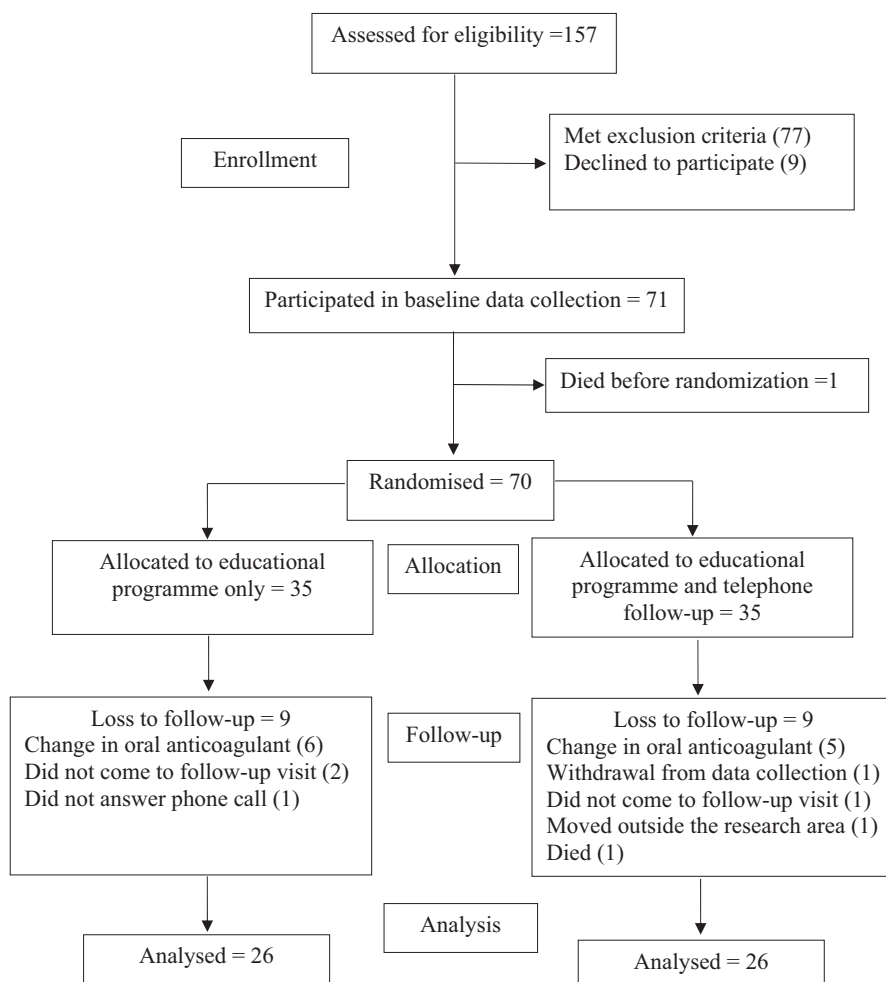 Assessed for eligibility =157
Enrollment
Met exclusion criteria (77)
Declined to participate (9)
Participated in baseline data collection = 71
Died before randomization =1
Randomised = 70
Allocated to educational
programme only = 35
Allocation
Allocated to educational
programme and telephone
follow-up = 35
Loss to follow-up = 9
Change in oral anticoagulant (6)
Did not come to follow-up visit (2)
Did not answer phone call (1)
Follow-up
Loss to follow-up = 9
Change in oral anticoagulant (5)
Withdrawal from data collection (1)
Did not come to follow-up visit (1)
Moved outside the research area (1)
Died (1)
Analysis
Analysed = 26
Analysed = 26